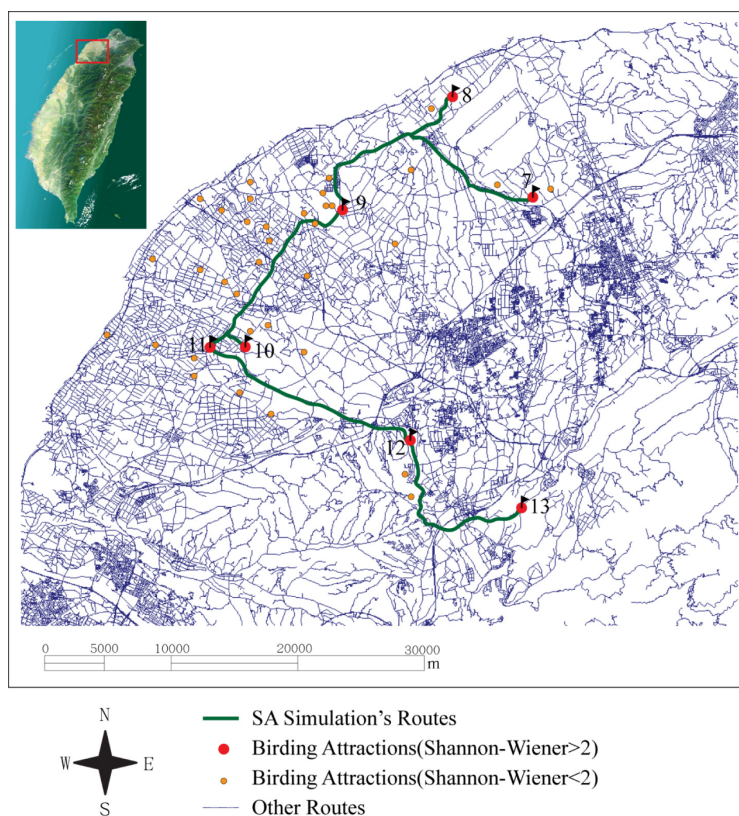 8
7
9
11
10
12
13
0 5000 10000 20000 30000
m
N
W E
S
SA Simulation's Routes
Birding Attractions(Shannon-Wiener>2)
Birding Attractions(Shannon-Wiener<2)
Other Routes